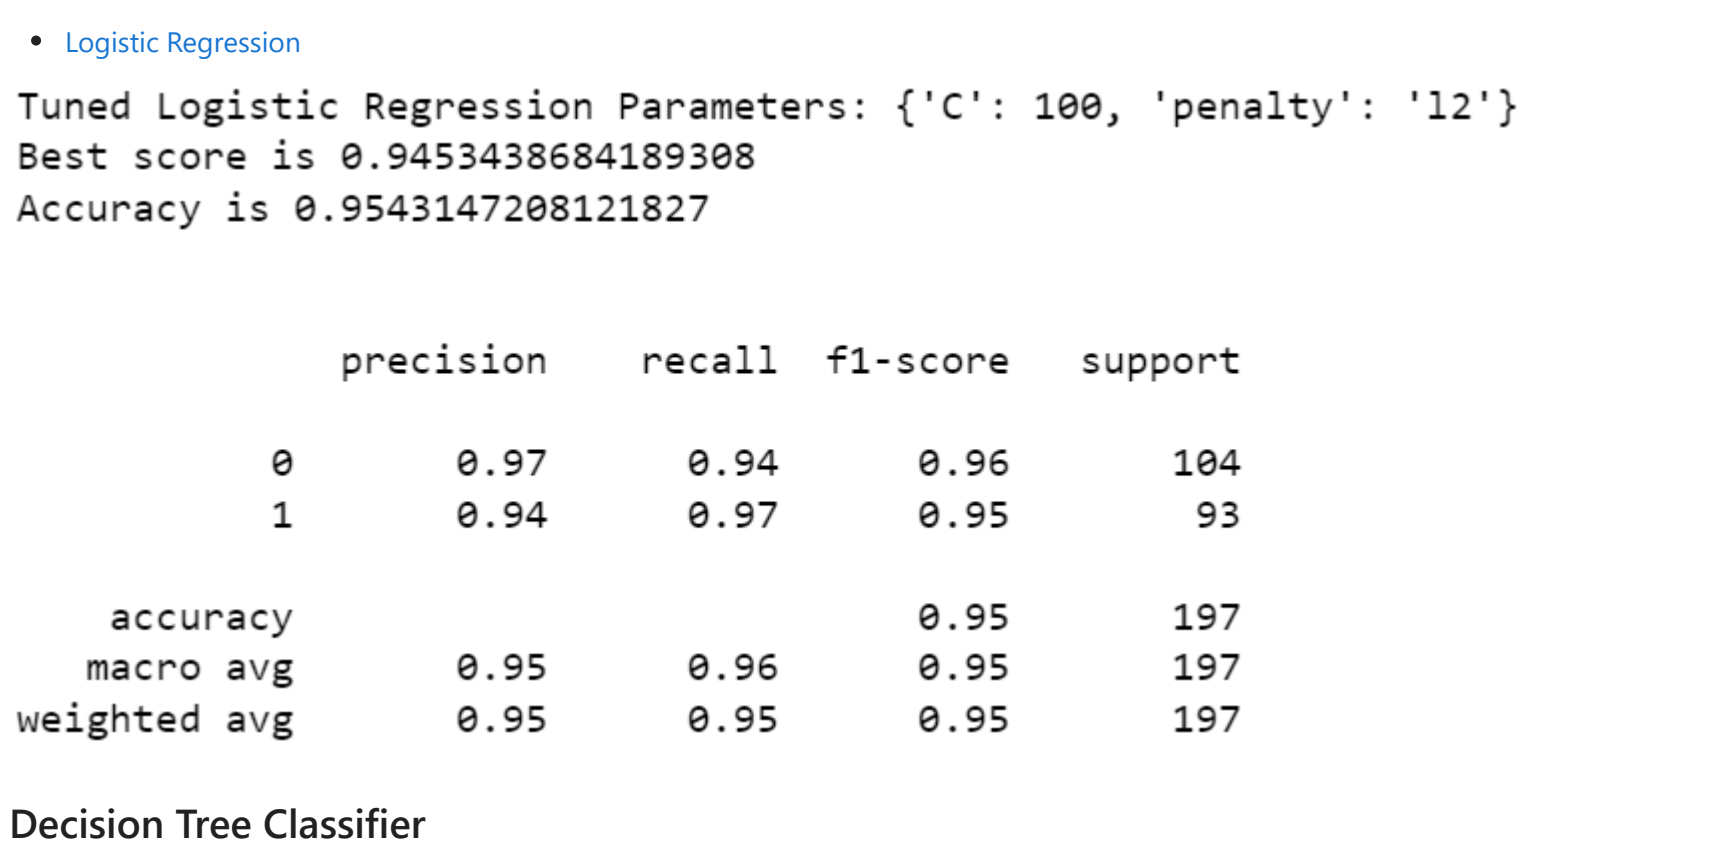 • Logistic Regression
Tuned Logistic Regression Parameters: {'C': 100, 'penalty': 'l2'}
Best score is 0.9453438684189308
Accuracy is 0.9543147208121827
precision recall f1-score support
0 0.97 0.94 0.96 104
1 0.94 0.97 0.95 93
accuracy 0.95 197
macro avg 0.95 0.96 0.95 197
weighted avg 0.95 0.95 0.95 197
Decision Tree Classifier